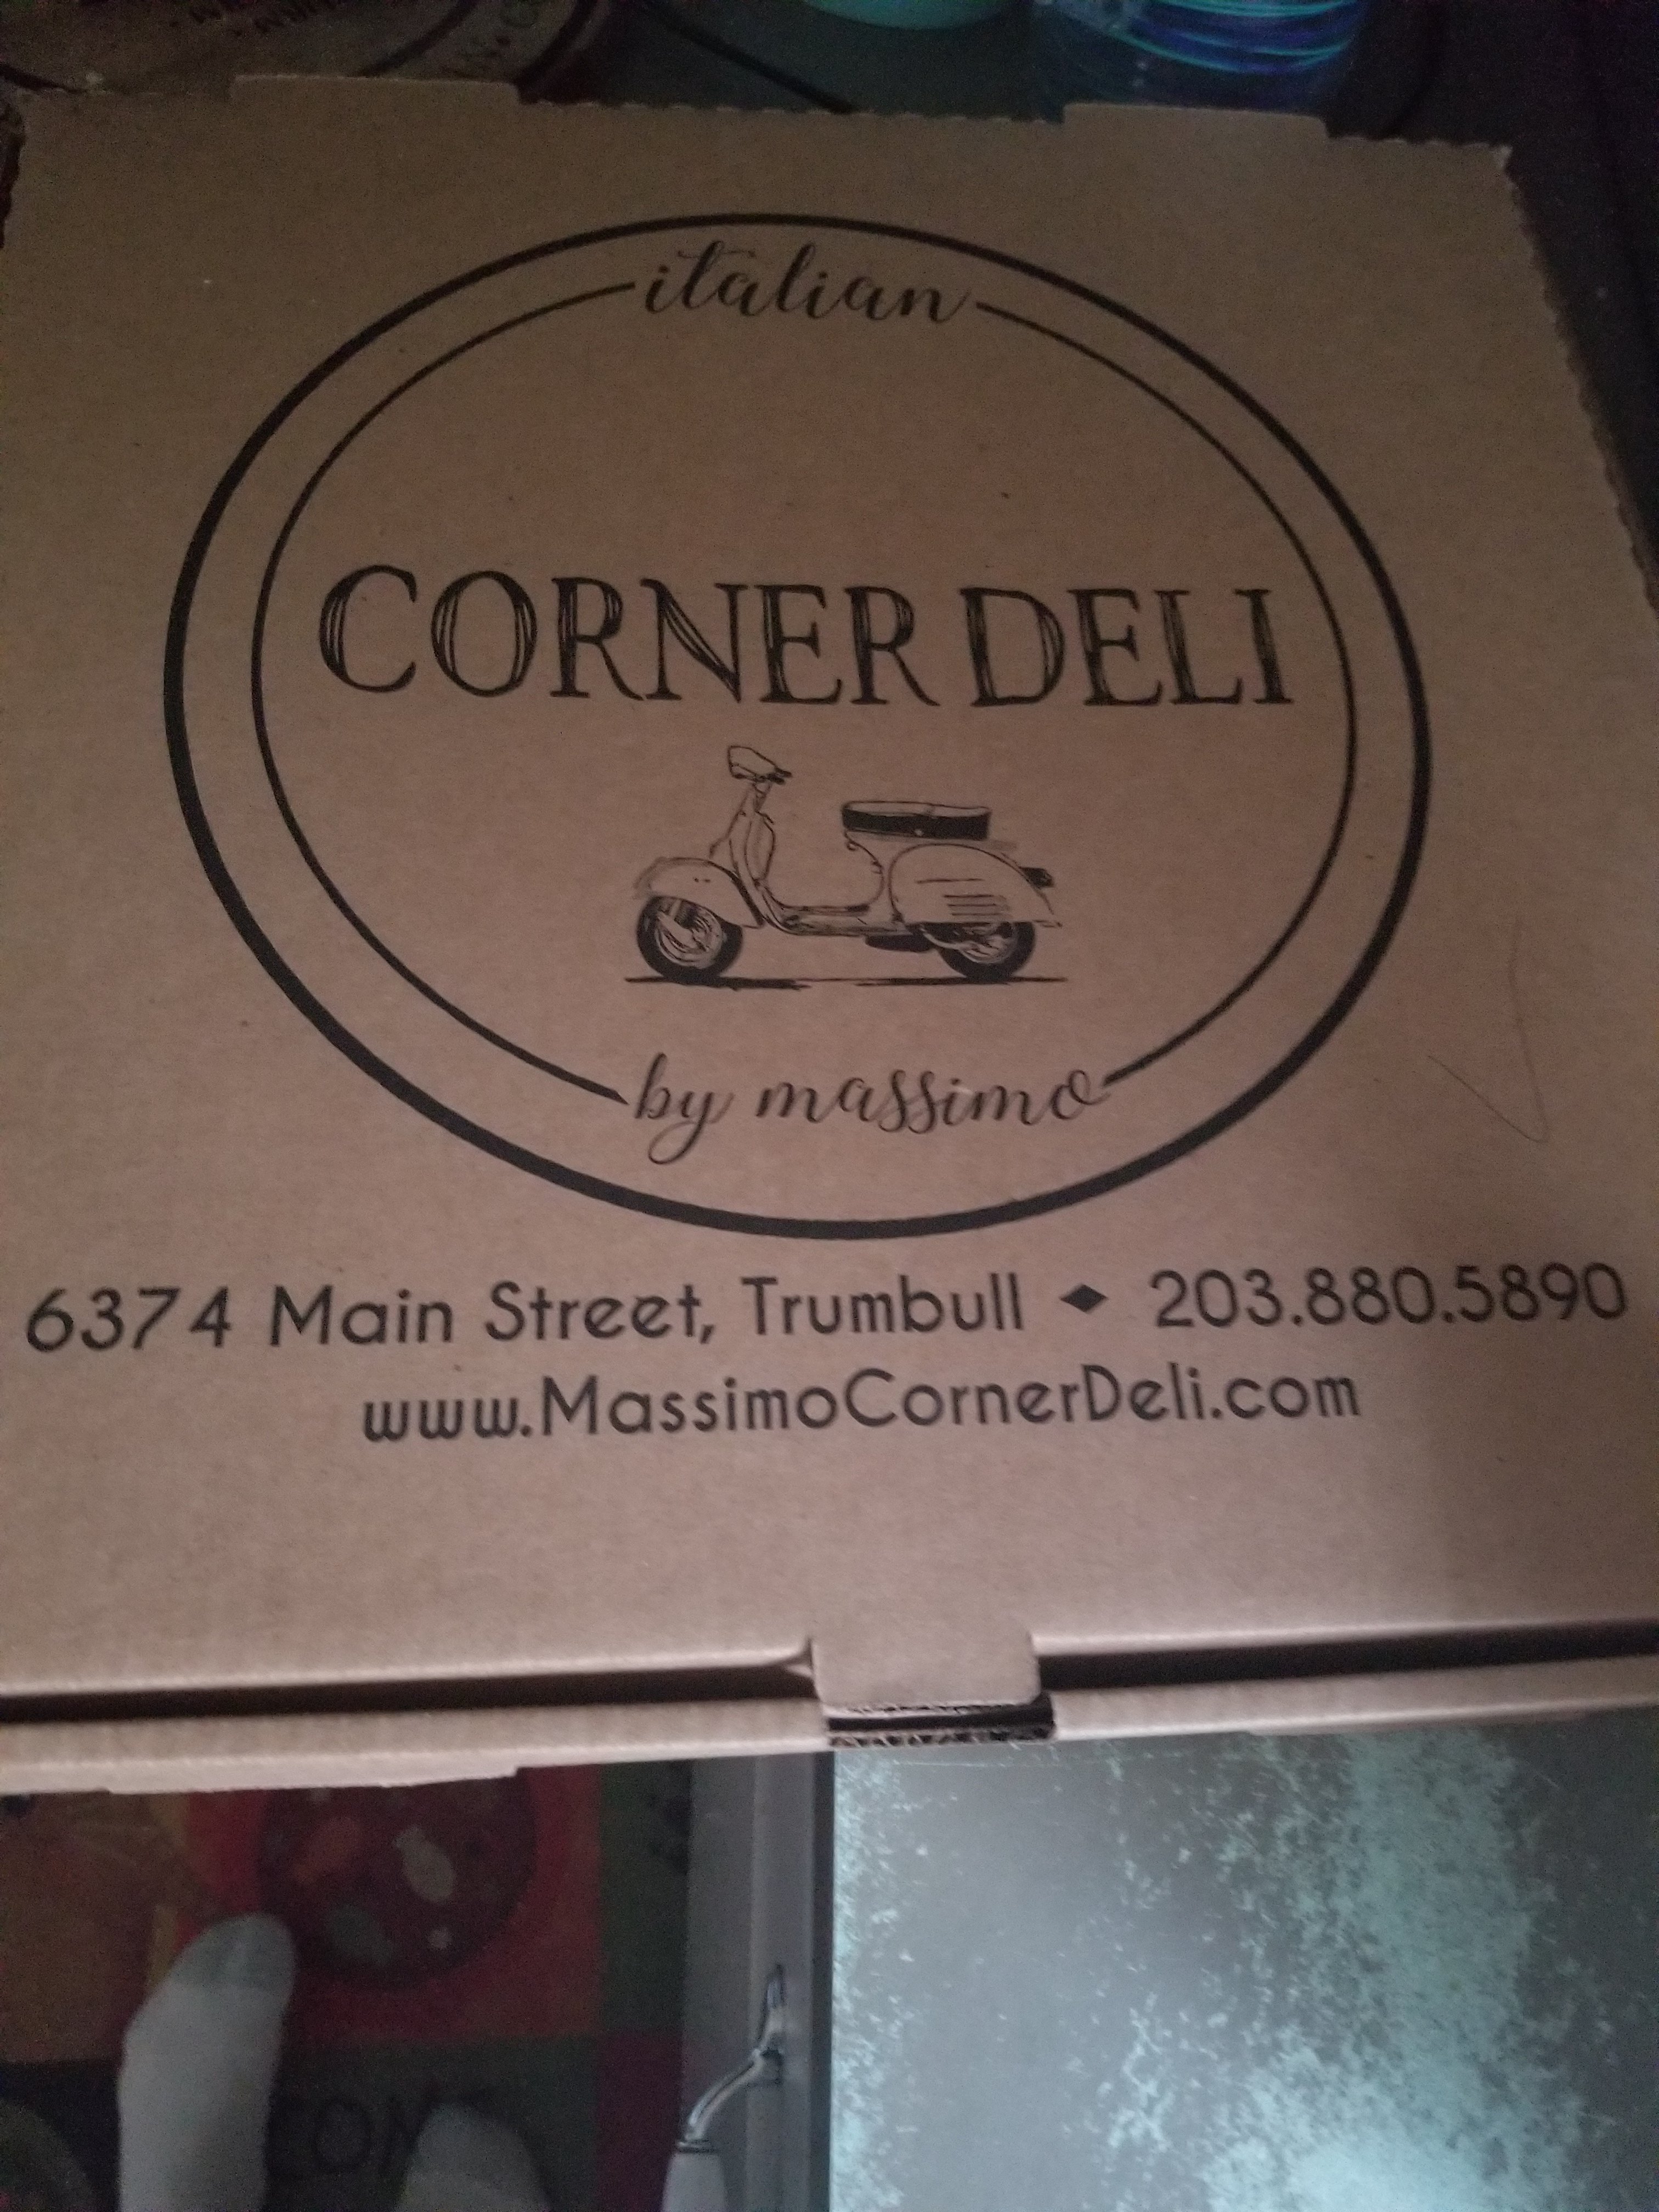 italian
CORNER DELI
by massimo
6374 Main Street, Trumbull ◆ 203.880.5890
www.MassimoCornerDeli.com